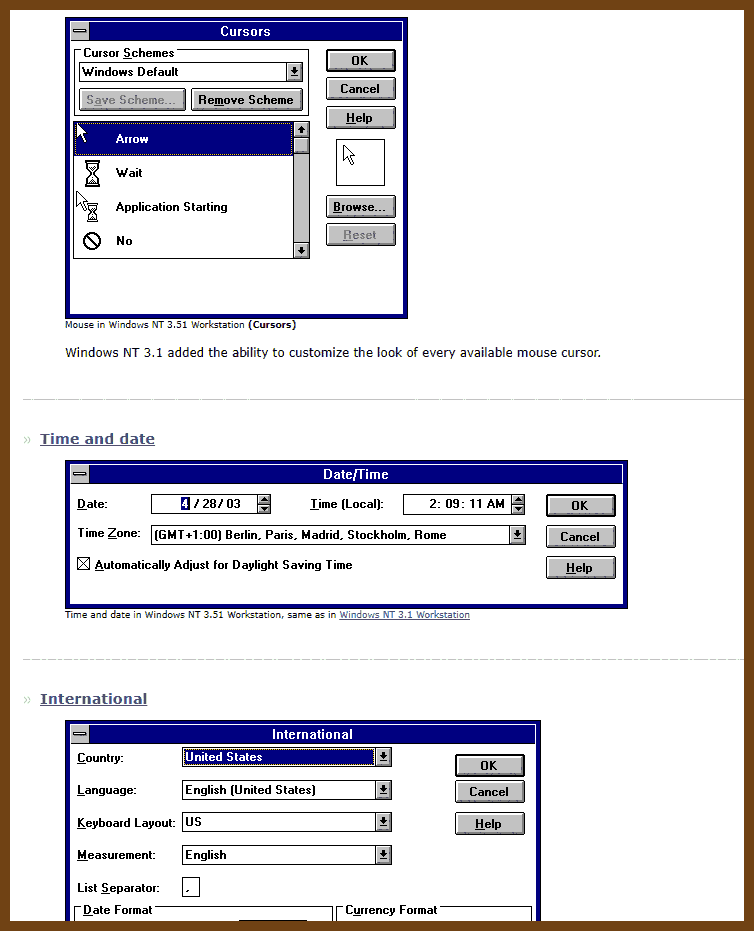 Cursors
Cursor Schemes
Windows Default
Save Scheme...
Remove Scheme
OK
Cancel
Help
Arrow
Wait
Application Starting
No
Browse...
Reset
Mouse in Windows NT 3.51 Workstation (Cursors)
Windows NT 3.1 added the ability to customize the look of every available mouse cursor.
» Time and date
Date/Time
Date: 4 / 28/ 03 Time (Local): 2: 09: 11 AM OK
Time Zone: (GMT+1:00) Berlin, Paris, Madrid, Stockholm, Rome Cancel
Automatically Adjust for Daylight Saving Time Help
Time and date in Windows NT 3.51 Workstation, same as in Windows NT 3.1 Workstation
» International
International
Country: United States OK
Language: English (United States) Cancel
Keyboard Layout: US Help
Measurement: English
List Separator: ,
Date Format Currency Format